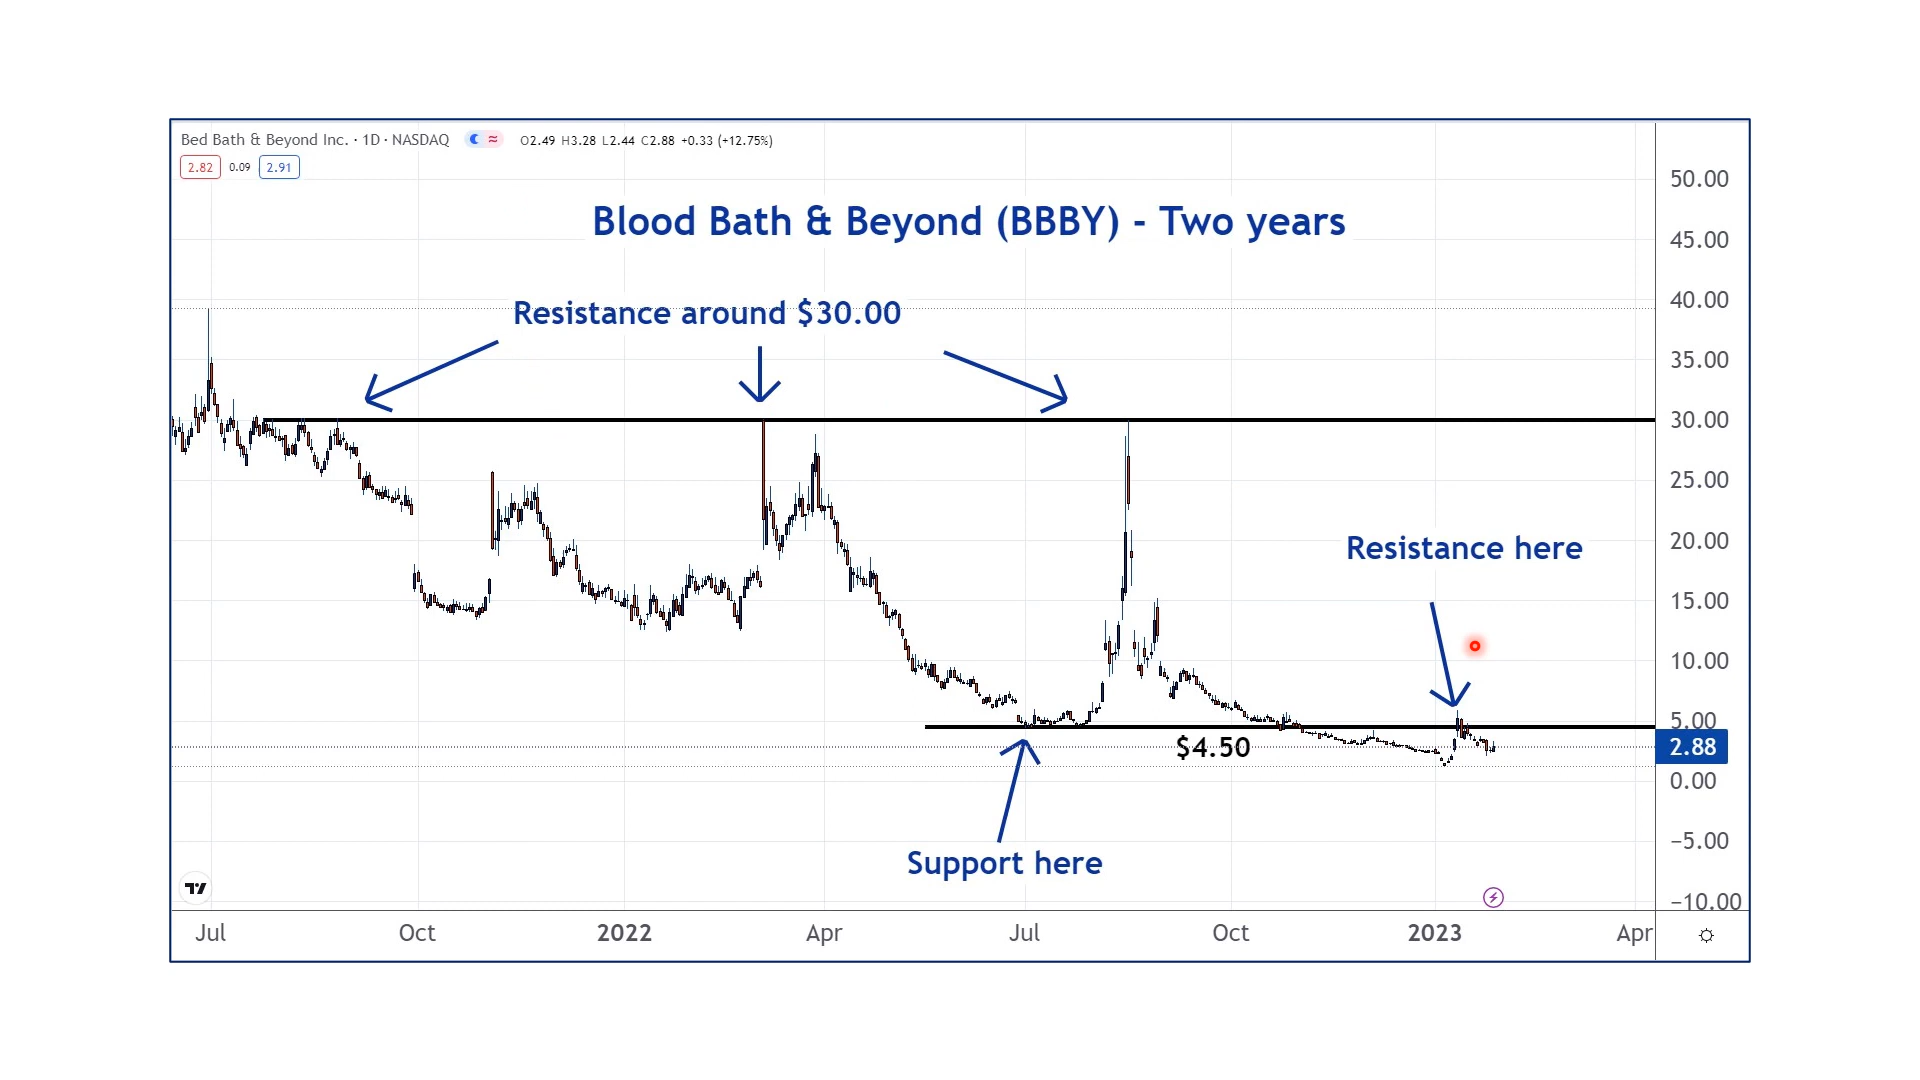 Bed Bath & Beyond Inc. · 1D · NASDAQ O2.49 H3.28 L2.44 C2.88 +0.33 (+12.75%)
2.82 0.09 2.91
Blood Bath & Beyond (BBBY) - Two years
Resistance around $30.00
Resistance here
$4.50
Support here
50.00
45.00
40.00
35.00
30.00
25.00
20.00
15.00
10.00
5.00
2.88
0.00
−5.00
−10.00
Jul Oct 2022 Apr Jul Oct 2023 Apr